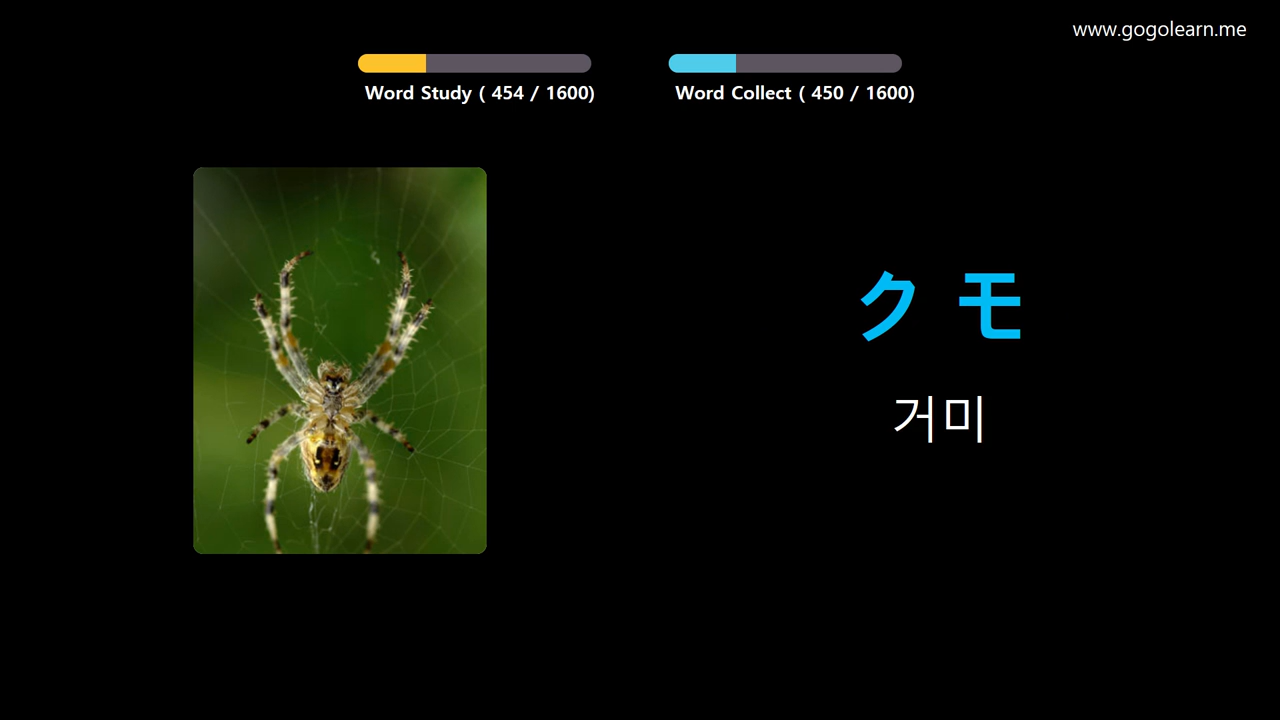 www.gogolearn.me
Word Study ( 454 / 1600)
Word Collect ( 450 / 1600)
ク モ
거미